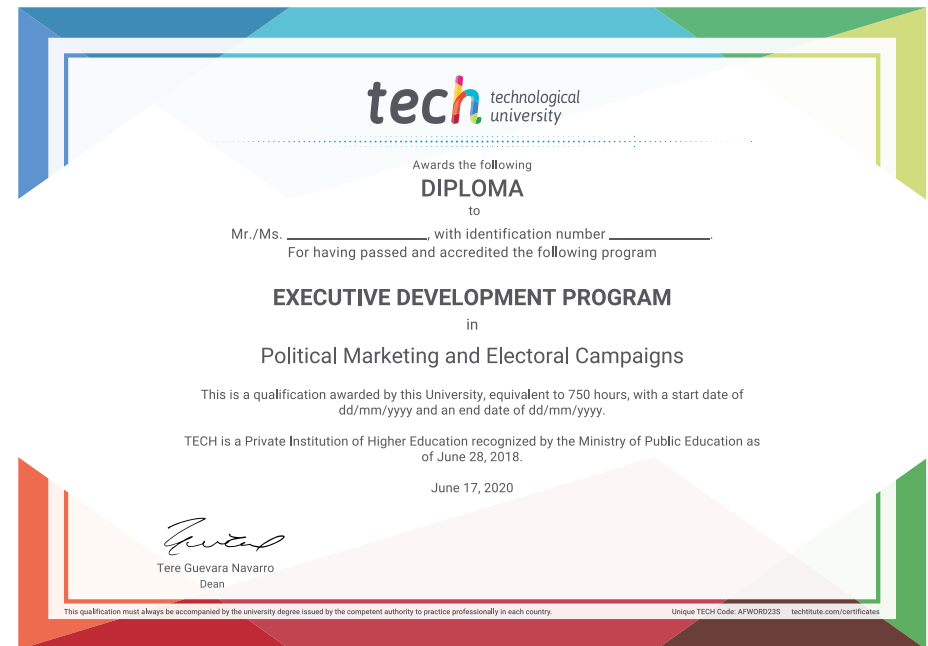 tech technological
university
Awards the following
DIPLOMA
to
Mr./Ms. ____________________, with identification number ______________.
For having passed and accredited the following program
EXECUTIVE DEVELOPMENT PROGRAM
in
Political Marketing and Electoral Campaigns
This is a qualification awarded by this University, equivalent to 750 hours, with a start date of
dd/mm/yyyy and an end date of dd/mm/yyyy.
TECH is a Private Institution of Higher Education recognized by the Ministry of Public Education as
of June 28, 2018.
June 17, 2020
Tere Guevara Navarro
Dean
This qualification must always be accompanied by the university degree issued by the competent authority to practice professionally in each country.
Unique TECH Code: AFWORD23S techtitute.com/certificates